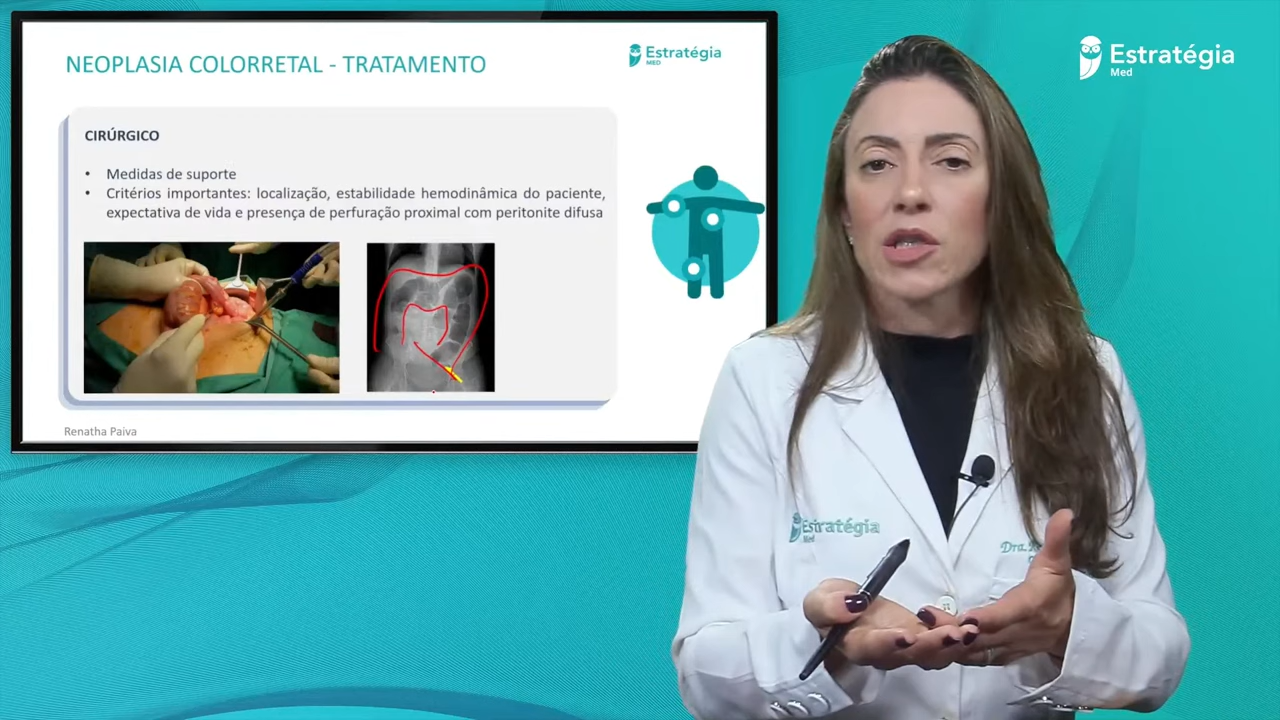 NEOPLASIA COLORRETAL - TRATAMENTO
Estratégia
MED
CIRÚRGICO
• Medidas de suporte
• Critérios importantes: localização, estabilidade hemodinâmica do paciente,
expectativa de vida e presença de perfuração proximal com peritonite difusa
Renatha Paiva
Estratégia
Med
Estratégia
Med
Dra.